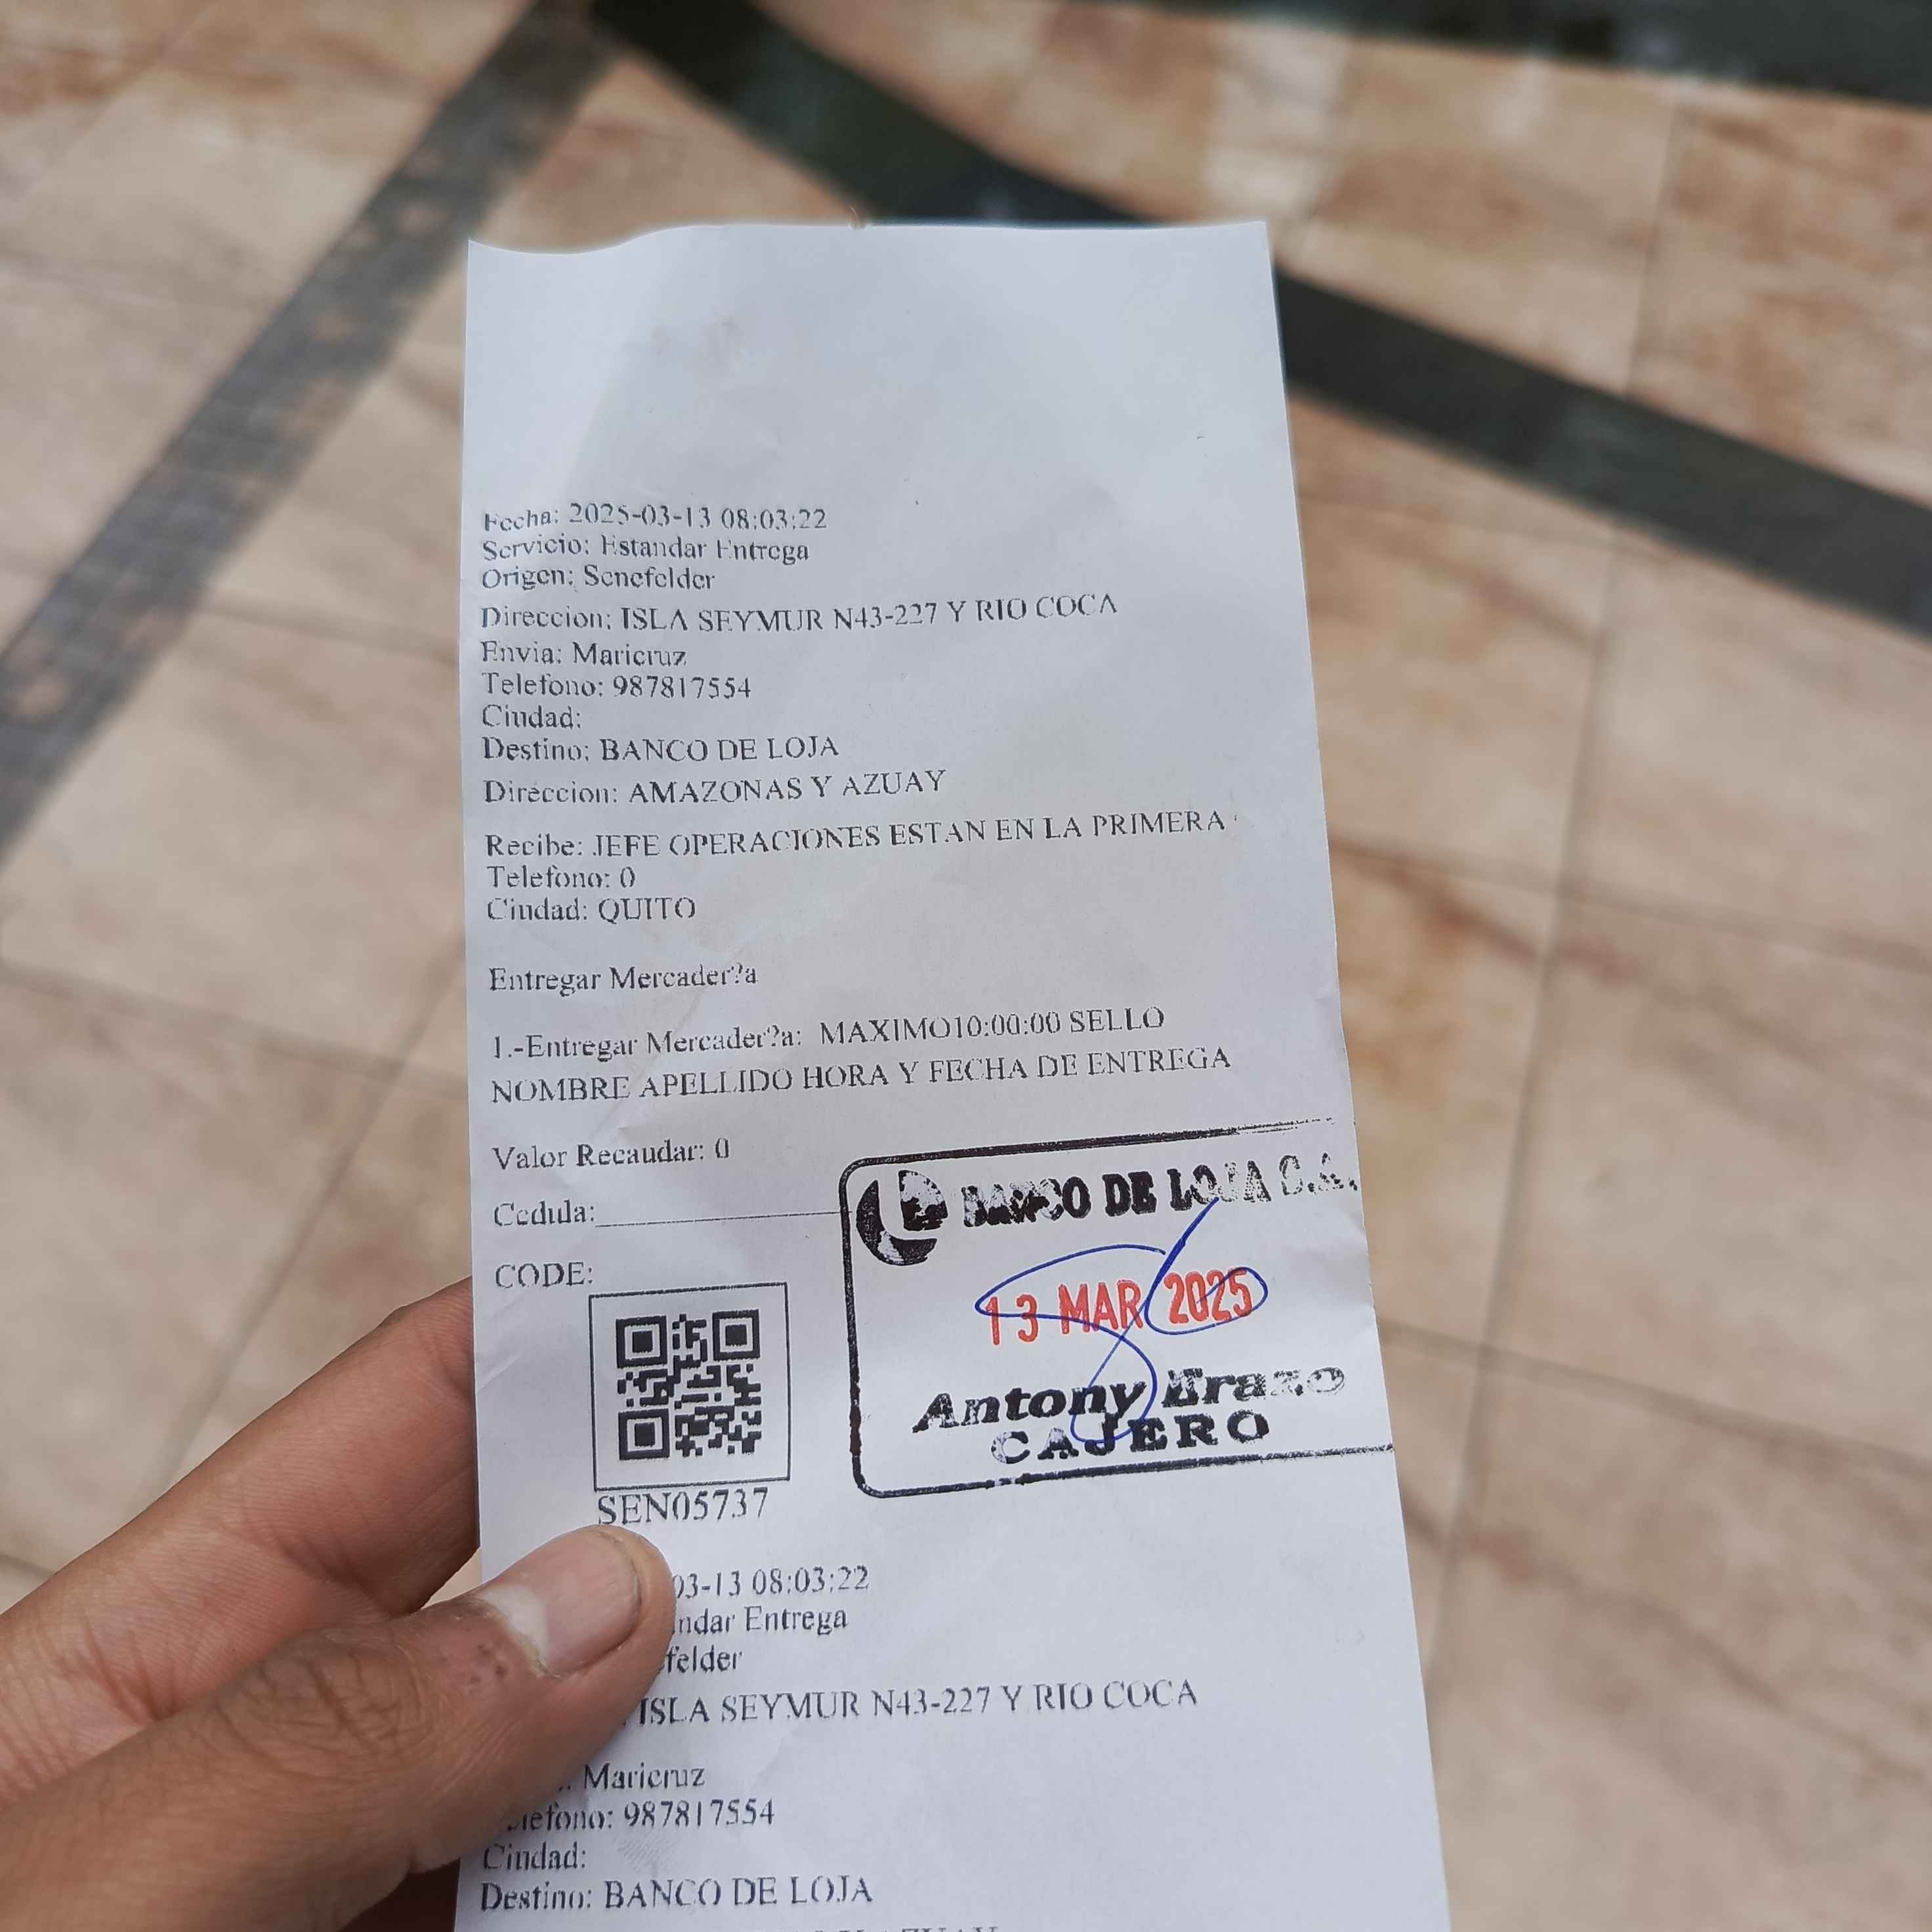 Fecha: 2025-03-13 08:03:22
Servicio: Estandar Entrega
Origen: Senefelder
Direccion: ISLA SEYMUR N43-227 Y RIO COCA
Envia: Maricruz
Telefono: 987817554
Ciudad:
Destino: BANCO DE LOJA
Direccion: AMAZONAS Y AZUAY
Recibe: JEFE OPERACIONES ESTAN EN LA PRIMERA
Telefono: 0
Ciudad: QUITO
Entregar Mercader?a
1.-Entregar Mercader?a: MAXIMO10:00:00 SELLO
NOMBRE APELLIDO HORA Y FECHA DE ENTREGA
Valor Recaudar: 0
Cedula:
CODE:
SEN05737
BANCO DE LOJA C.A.
13 MAR 2025
Antony Erazo
CAJERO
03-13 08:03:22
ndar Entrega
felder
ISLA SEYMUR N43-227 Y RIO COCA
Maricruz
lefono: 987817554
Ciudad:
Destino: BANCO DE LOJA